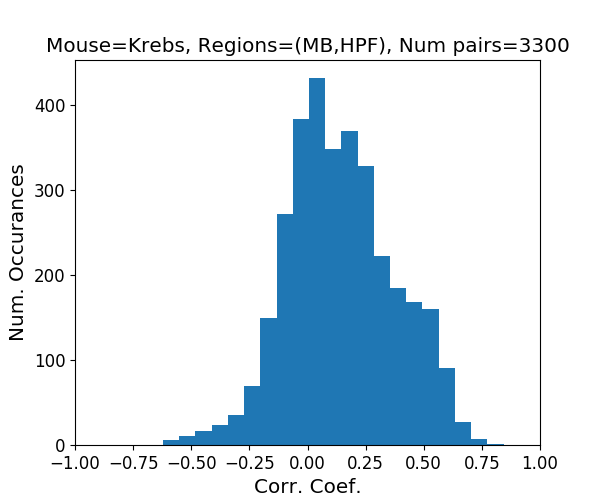 Mouse=Krebs, Regions=(MB,HPF), Num pairs=3300
Num. Occurances
400
300
200
100
0
−1.00 −0.75 −0.50 −0.25 0.00 0.25 0.50 0.75 1.00
Corr. Coef.